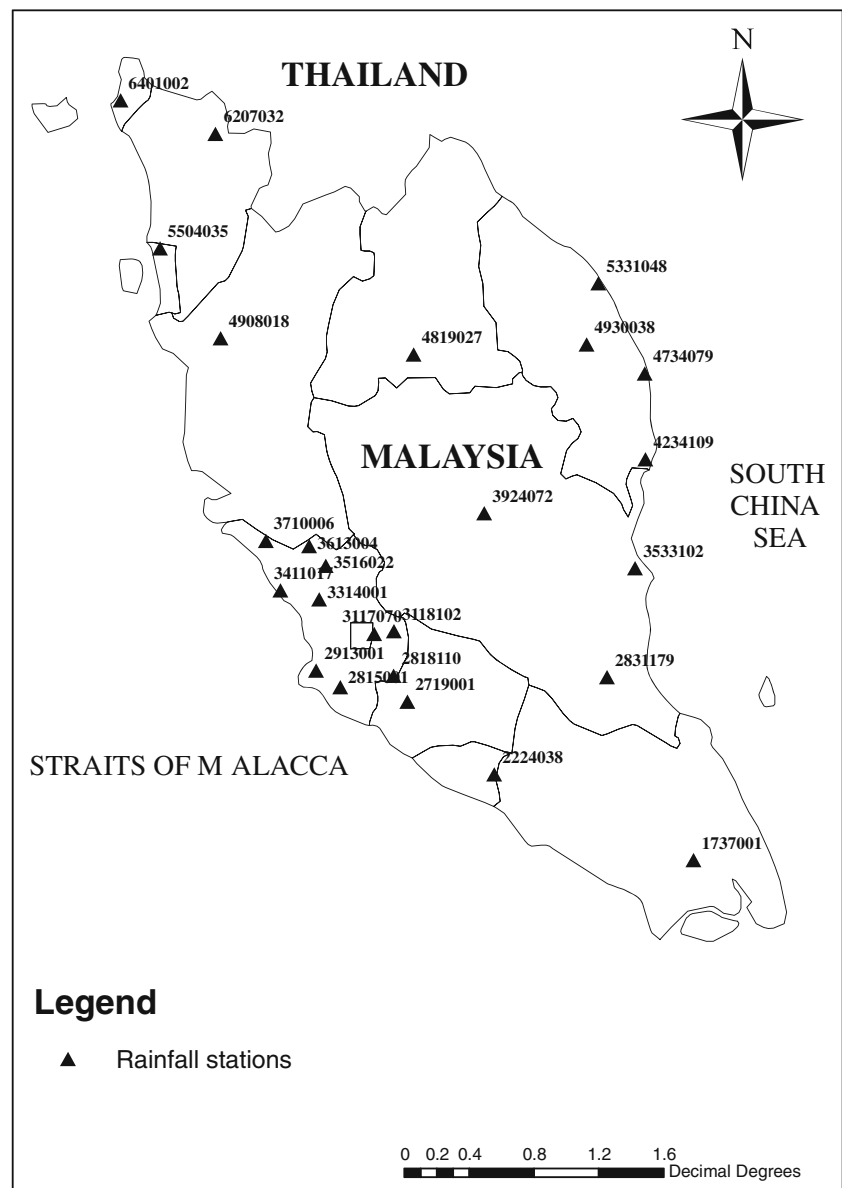 N
THAILAND
6401002
6207032
5504035
5331048
4908018
4930038
4819027
4734079
MALAYSIA
4234109
SOUTH
CHINA
SEA
3924072
3710006
3613004
3516022
3533102
3411017
3314001
3117070
3118102
2913001
2818110
2831179
2815001
2719001
STRAITS OF M ALACCA
2224038
1737001
Legend
Rainfall stations
0 0.2 0.4 0.8 1.2 1.6
Decimal Degrees